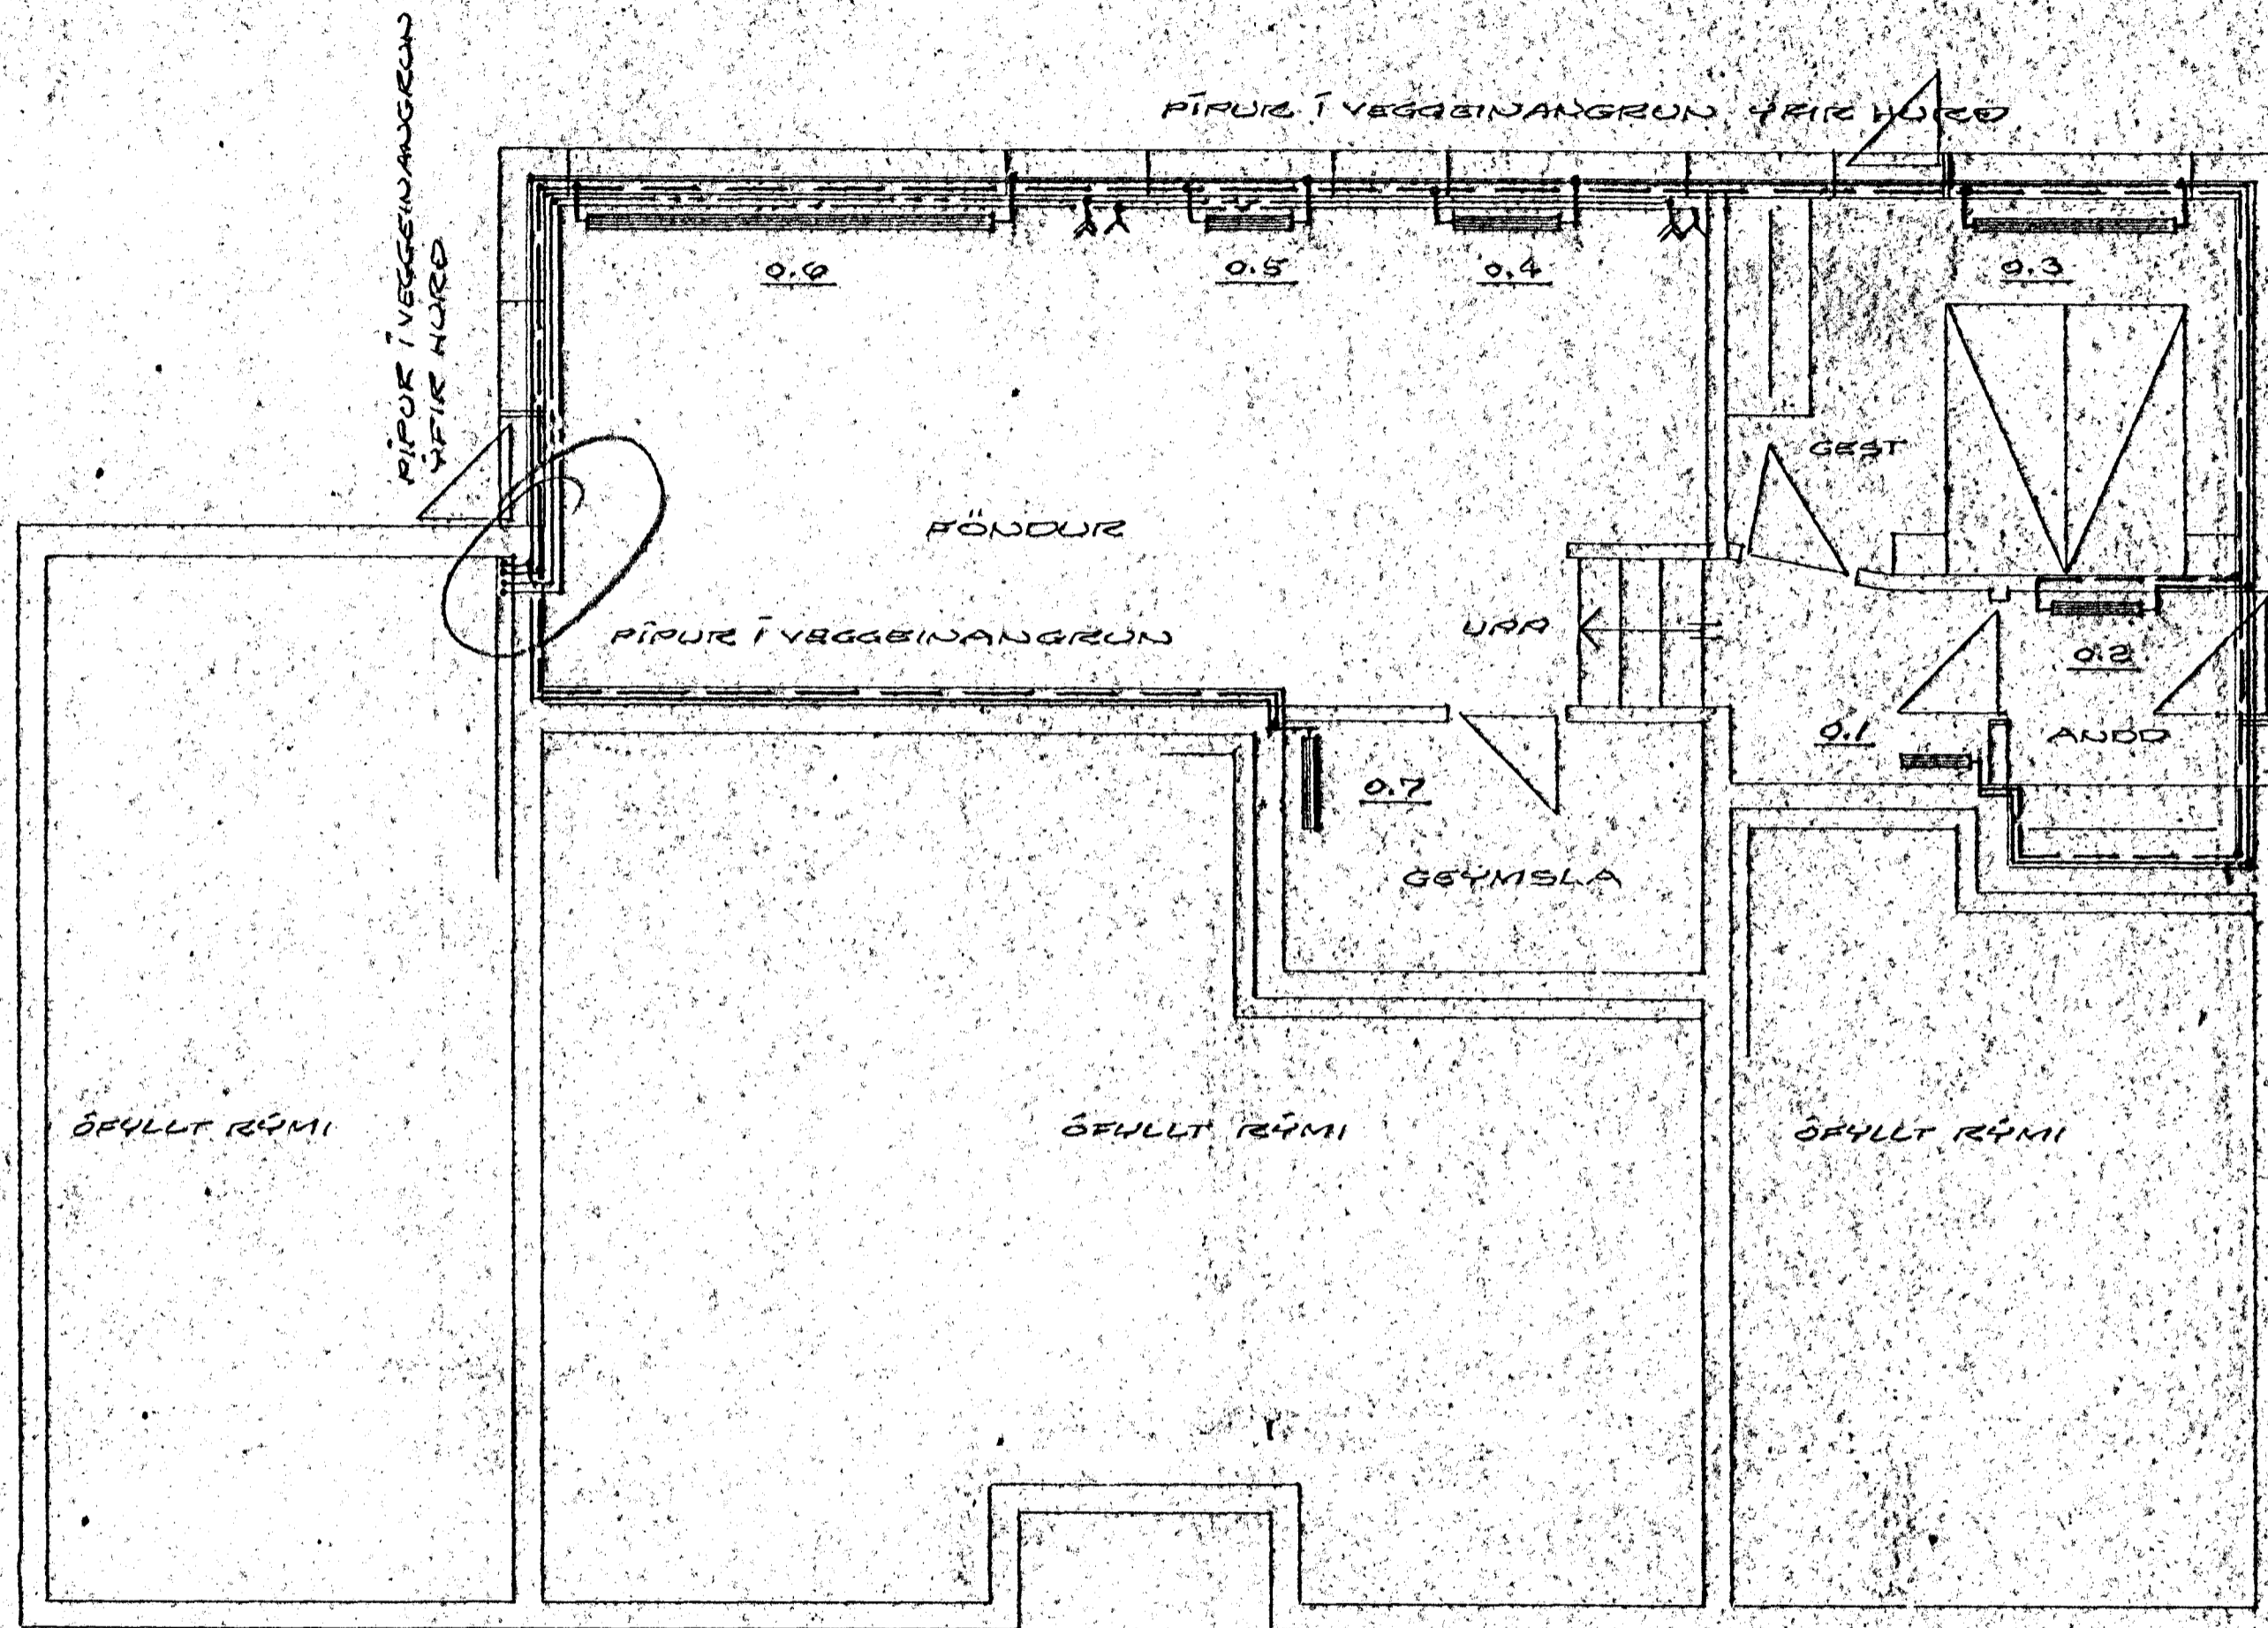 PÍPUR Í VEGGEINANGRUN YFIR HURÐ
PÍPUR Í VEGGEINANGRUN
YFIR HURÐ
0.6
0.5
0.4
0.3
GEST
FÖNDUR
PÍPUR Í VEGGEINANGRUN
UPP
0.2
0.1
ANDD
0.7
GEYMSLA
ÓFYLLT RÝMI
ÓFYLLT RÝMI
ÓFYLLT RÝMI